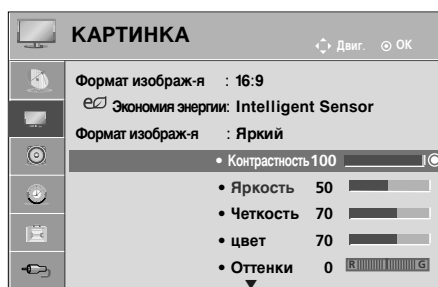 КАРТИНКА
Двиг. OK
Формат изображ-я : 16:9
Экономия энергии: Intelligent Sensor
Формат изображ-я : Яркий
• Контрастность 100
• Яркость 50
• Четкость 70
• цвет 70
• Оттенки 0 R G